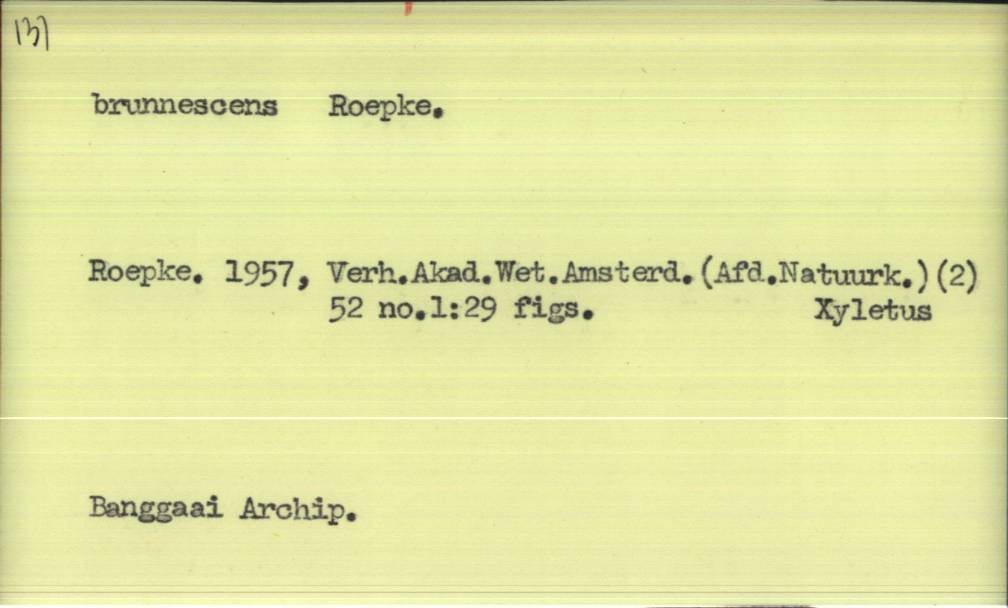 131
brunnescens Roepke.
Roepke. 1957, Verh.Akad.Wet.Amsterd.(Afd.Natuurk.)(2)
52 no.1:29 figs. Xyletus
Banggaai Archip.